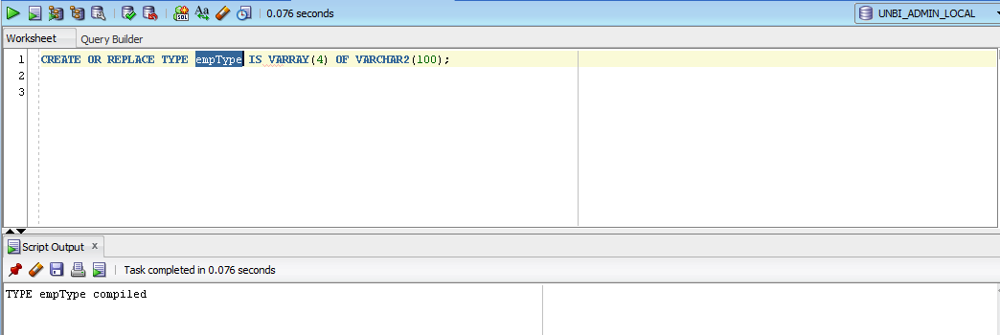 0.076 seconds
UNBI_ADMIN_LOCAL
Worksheet
Query Builder
1 CREATE OR REPLACE TYPE empType IS VARRAY(4) OF VARCHAR2(100);
2
3
Script Output x
Task completed in 0.076 seconds
TYPE empType compiled